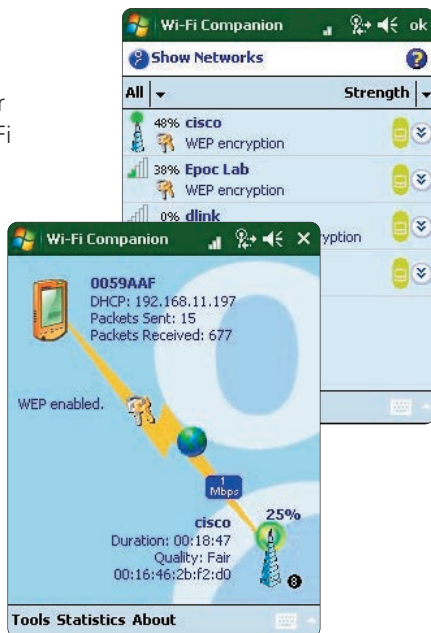 Wi-Fi Companion ok
Show Networks
All Strength
48% cisco
WEP encryption
38% Epoc Lab
WEP encryption
0% dlink
yption
r
Fi
Wi-Fi Companion
0059AAF
DHCP: 192.168.11.197
Packets Sent: 15
Packets Received: 677
WEP enabled.
1
Mbps
25%
cisco
Duration: 00:18:47
Quality: Fair
00:16:46:2b:f2:d0
8
Tools Statistics About